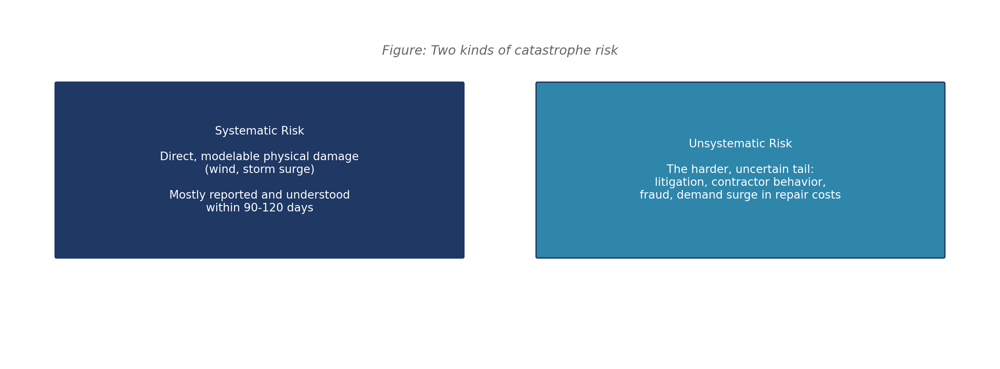 Figure: Two kinds of catastrophe risk
Systematic Risk
Direct, modelable physical damage
(wind, storm surge)
Mostly reported and understood
within 90-120 days
Unsystematic Risk
The harder, uncertain tail:
litigation, contractor behavior,
fraud, demand surge in repair costs